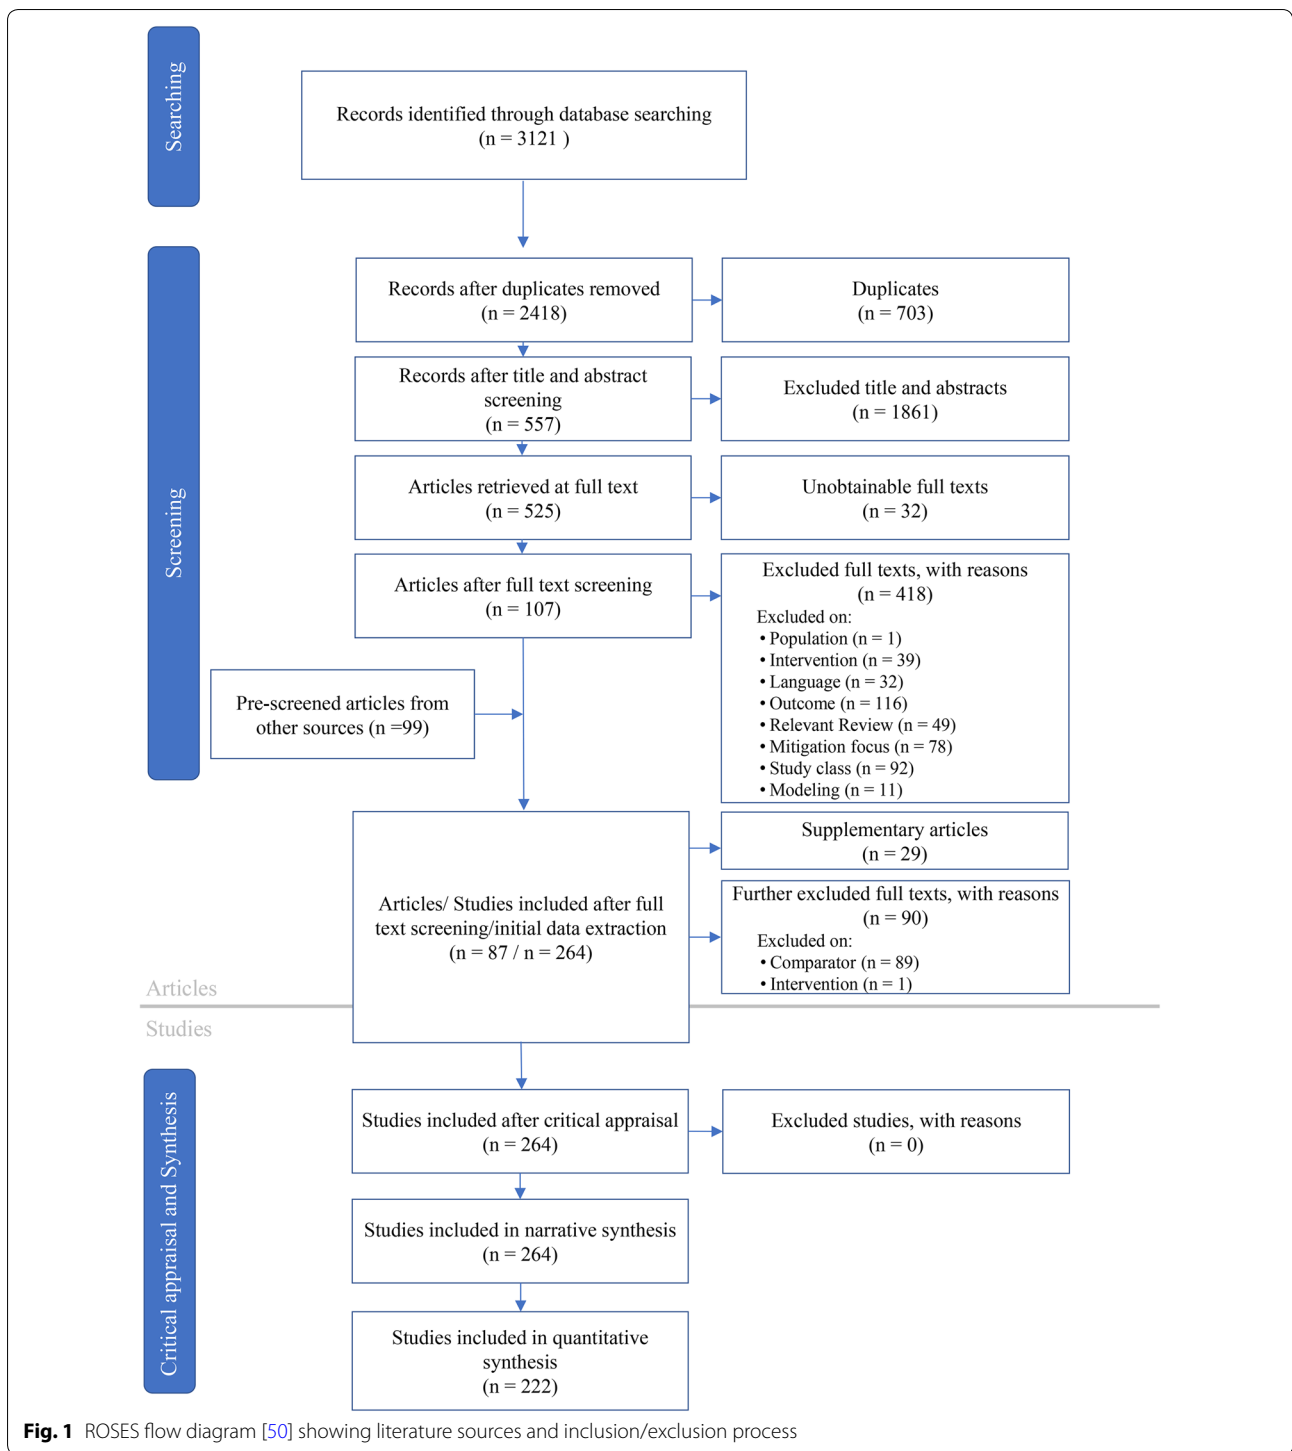 Searching
Records identified through database searching
(n = 3121 )
Screening
Records after duplicates removed
(n = 2418)
Duplicates
(n = 703)
Records after title and abstract
screening
(n = 557)
Excluded title and abstracts
(n = 1861)
Articles retrieved at full text
(n = 525)
Unobtainable full texts
(n = 32)
Articles after full text screening
(n = 107)
Excluded full texts, with reasons
(n = 418)
Excluded on:
• Population (n = 1)
• Intervention (n = 39)
• Language (n = 32)
• Outcome (n = 116)
• Relevant Review (n = 49)
• Mitigation focus (n = 78)
• Study class (n = 92)
• Modeling (n = 11)
Pre-screened articles from
other sources (n =99)
Articles/ Studies included after full
text screening/initial data extraction
(n = 87 / n = 264)
Supplementary articles
(n = 29)
Further excluded full texts, with reasons
(n = 90)
Excluded on:
• Comparator (n = 89)
• Intervention (n = 1)
Articles
Studies
Critical appraisal and Synthesis
Studies included after critical appraisal
(n = 264)
Excluded studies, with reasons
(n = 0)
Studies included in narrative synthesis
(n = 264)
Studies included in quantitative
synthesis
(n = 222)
Fig. 1 ROSES flow diagram [50] showing literature sources and inclusion/exclusion process